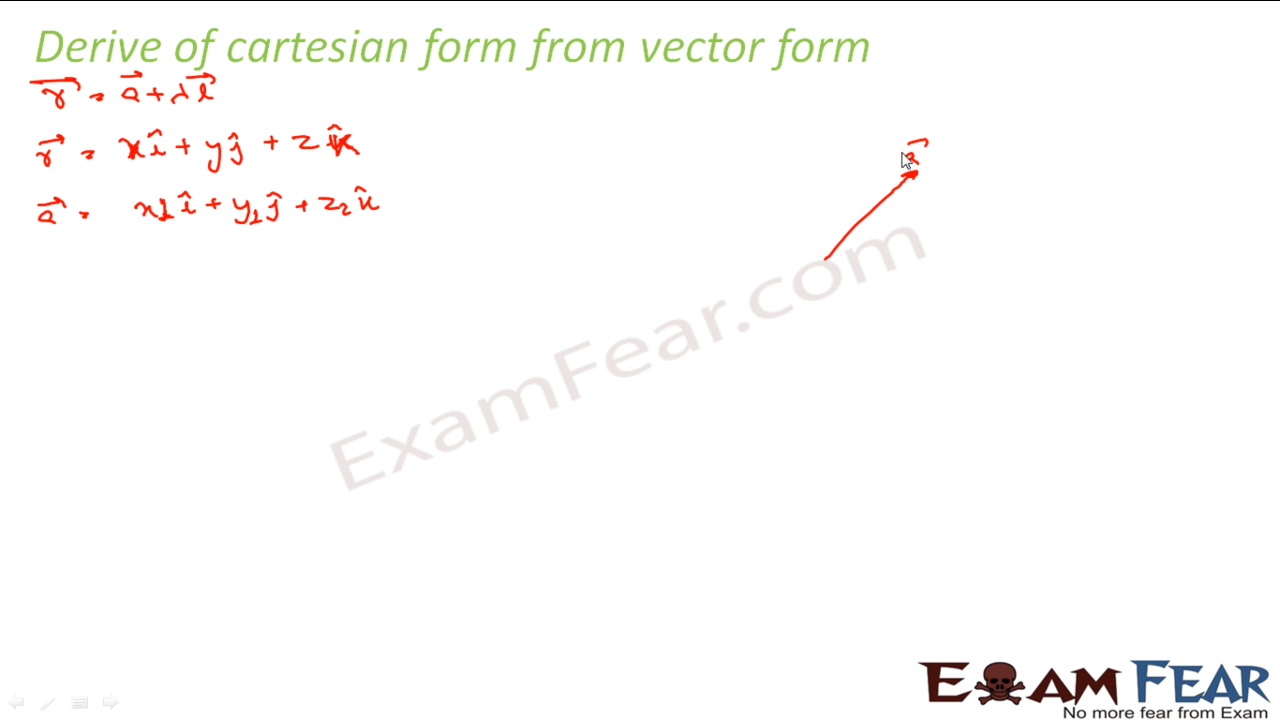 Derive of cartesian form from vector form
r⃗ = a⃗ + λl⃗
r⃗ = xî + yĵ + zk̂
a⃗ = x1î + y1ĵ + z2k̂
a⃗
ExamFear.com
EXAM FEAR
No more fear from Exam